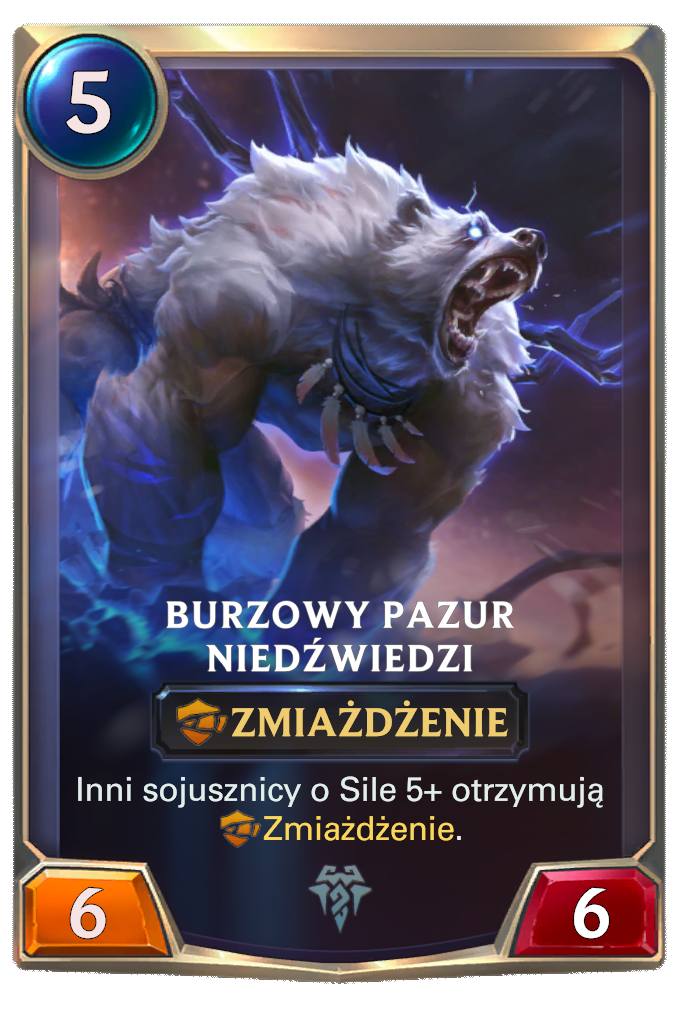 5
BURZOWY PAZUR
NIEDŹWIEDZI
ZMIAŻDŻENIE
Inni sojusznicy o Sile 5+ otrzymują
Zmiażdżenie.
6
6